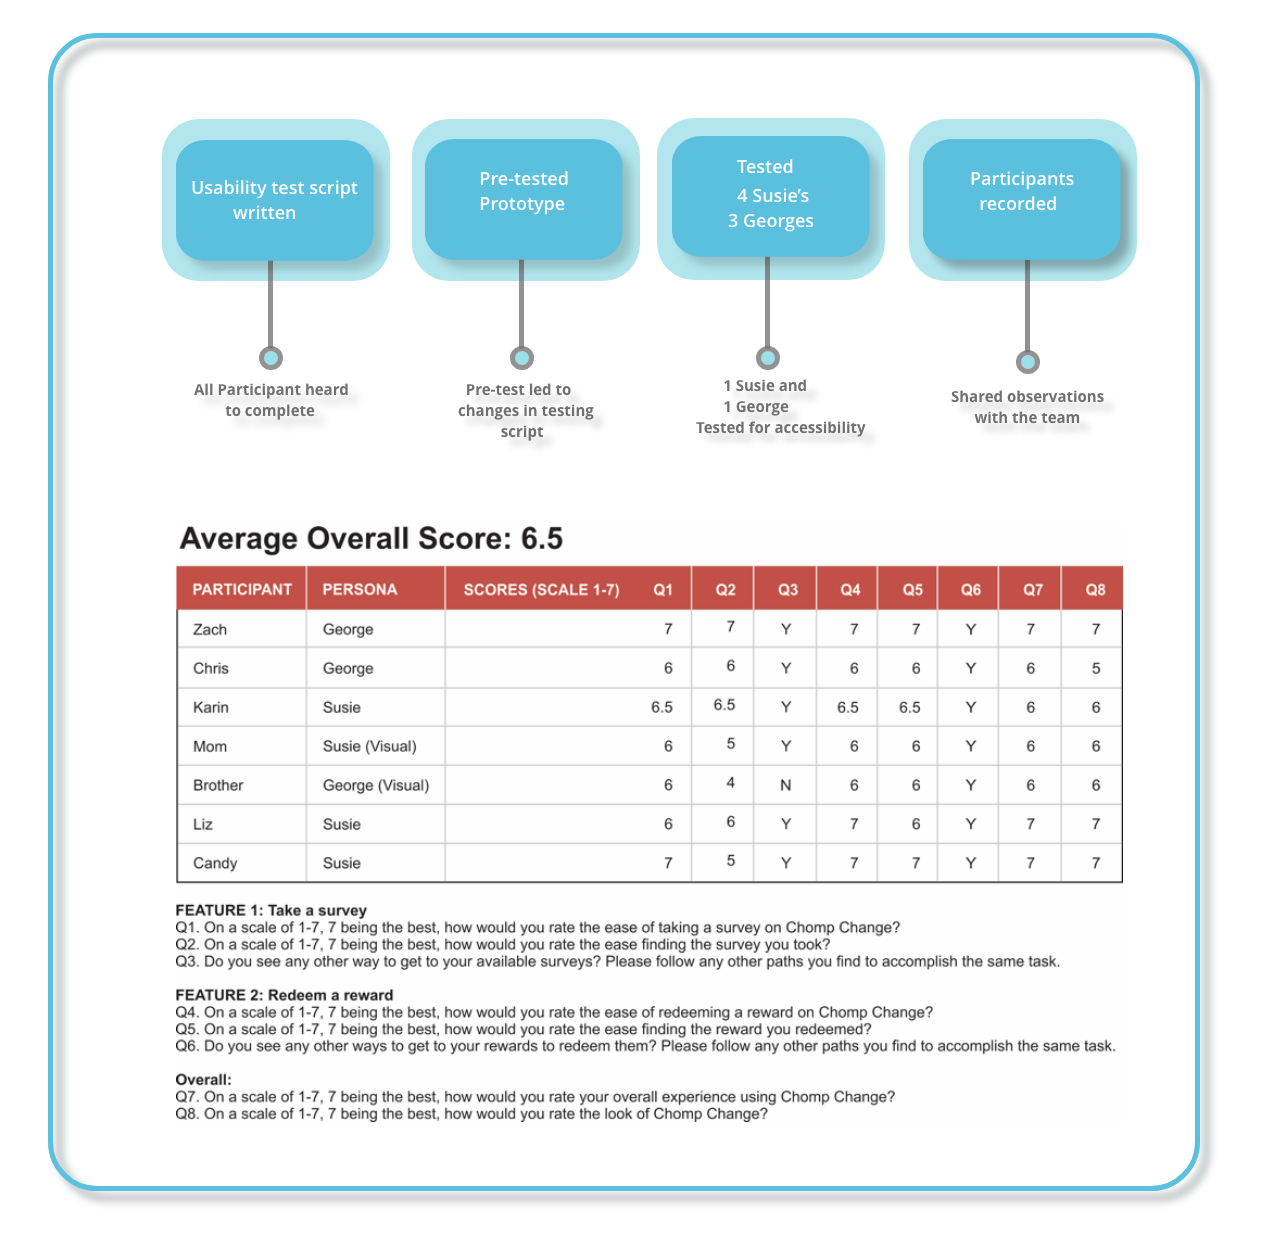 Usability test script
written
Pre-tested
Prototype
Tested
4 Susie’s
3 Georges
Participants
recorded
All Participant heard
to complete
Pre-test led to
changes in testing
script
1 Susie and
1 George
Tested for accessibility
Shared observations
with the team
Average Overall Score: 6.5
PARTICIPANT PERSONA SCORES (SCALE 1-7) Q1 Q2 Q3 Q4 Q5 Q6 Q7 Q8
Zach George 7 7 Y 7 7 Y 7 7
Chris George 6 6 Y 6 6 Y 6 5
Karin Susie 6.5 6.5 Y 6.5 6.5 Y 6 6
Mom Susie (Visual) 6 5 Y 6 6 Y 6 6
Brother George (Visual) 6 4 N 6 6 Y 6 6
Liz Susie 6 6 Y 7 6 Y 7 7
Candy Susie 7 5 Y 7 7 Y 7 7
FEATURE 1: Take a survey
Q1. On a scale of 1-7, 7 being the best, how would you rate the ease of taking a survey on Chomp Change?
Q2. On a scale of 1-7, 7 being the best, how would you rate the ease finding the survey you took?
Q3. Do you see any other way to get to your available surveys? Please follow any other paths you find to accomplish the same task.
FEATURE 2: Redeem a reward
Q4. On a scale of 1-7, 7 being the best, how would you rate the ease of redeeming a reward on Chomp Change?
Q5. On a scale of 1-7, 7 being the best, how would you rate the ease finding the reward you redeemed?
Q6. Do you see any other ways to get to your rewards to redeem them? Please follow any other paths you find to accomplish the same task.
Overall:
Q7. On a scale of 1-7, 7 being the best, how would you rate your overall experience using Chomp Change?
Q8. On a scale of 1-7, 7 being the best, how would you rate the look of Chomp Change?